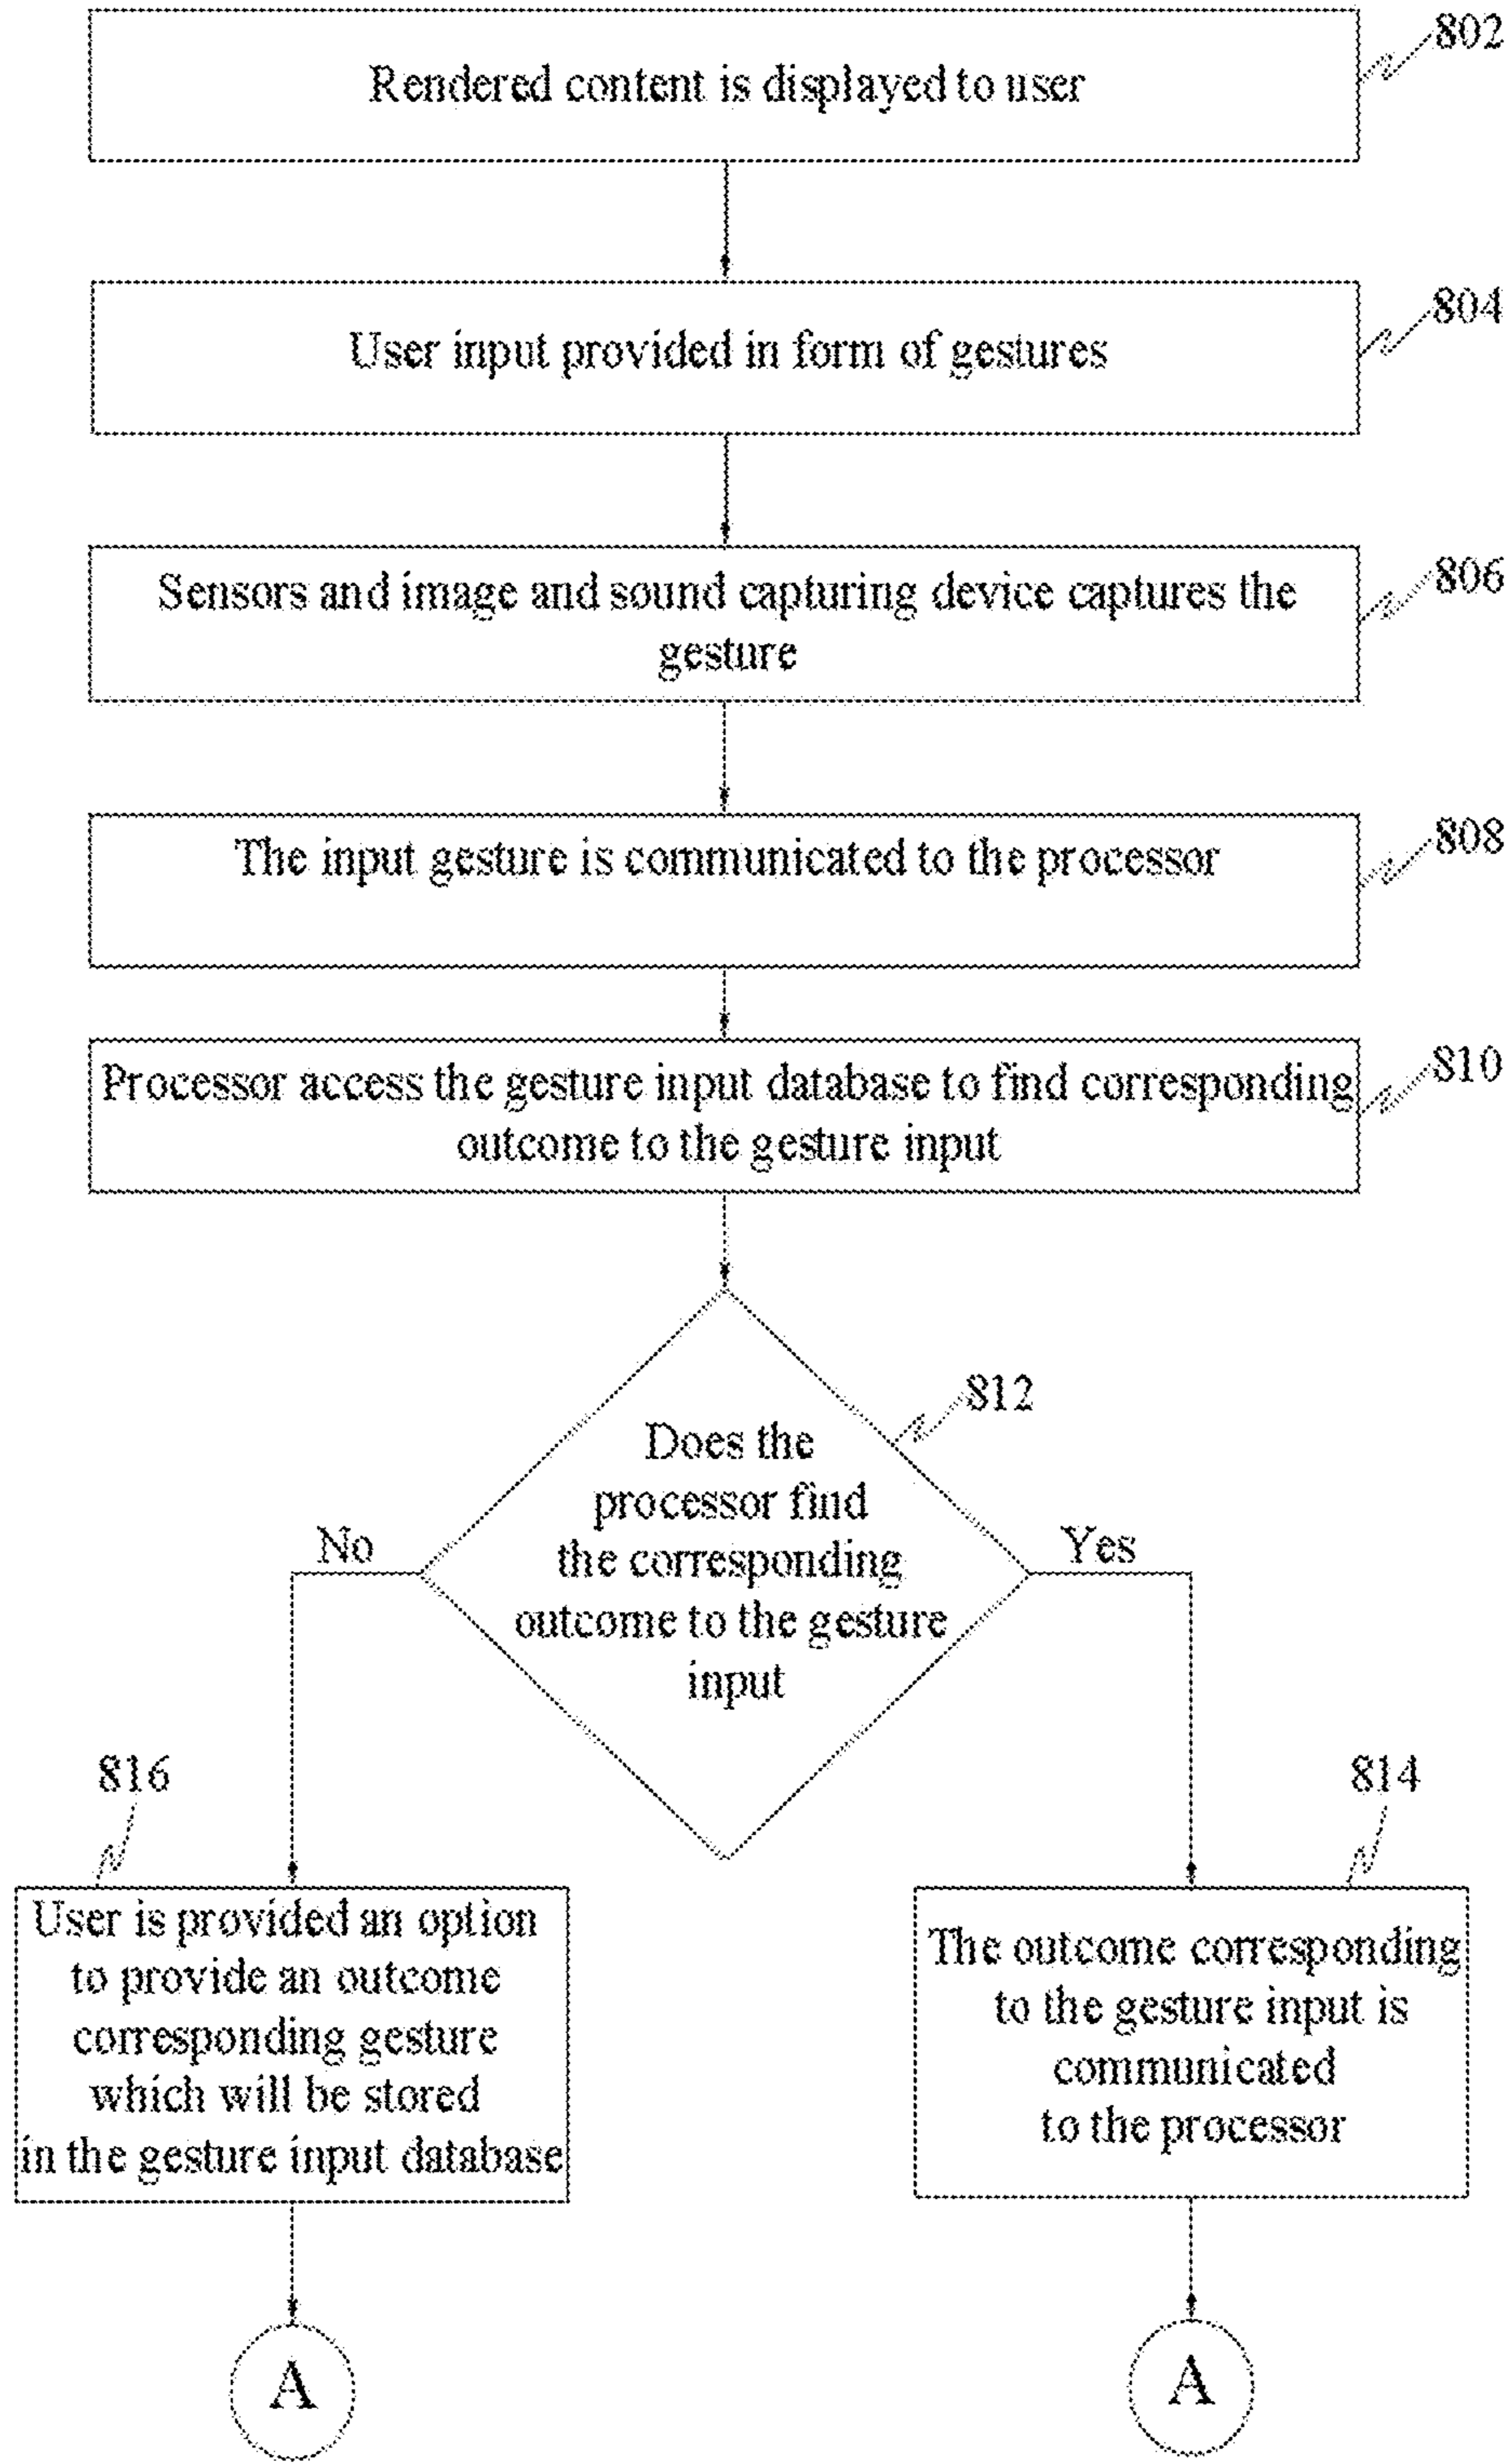 802
Rendered content is displayed to user
804
User input provided in form of gestures
806
Sensors and image and sound capturing device captures the
gesture
808
The input gesture is communicated to the processor
810
Processor access the gesture input database to find corresponding
outcome to the gesture input
812
Does the
processor find
the corresponding
outcome to the gesture
input
No
Yes
816
User is provided an option
to provide an outcome
corresponding gesture
which will be stored
in the gesture input database
814
The outcome corresponding
to the gesture input is
communicated
to the processor
A
A